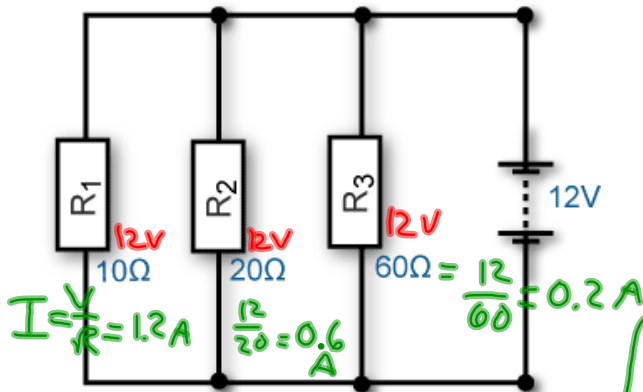 R1
R2
R3
12V
12V
12V
12V
10Ω
20Ω
60Ω = 12/60 = 0.2 A
I = V/R = 1.2 A
12/20 = 0.6 A